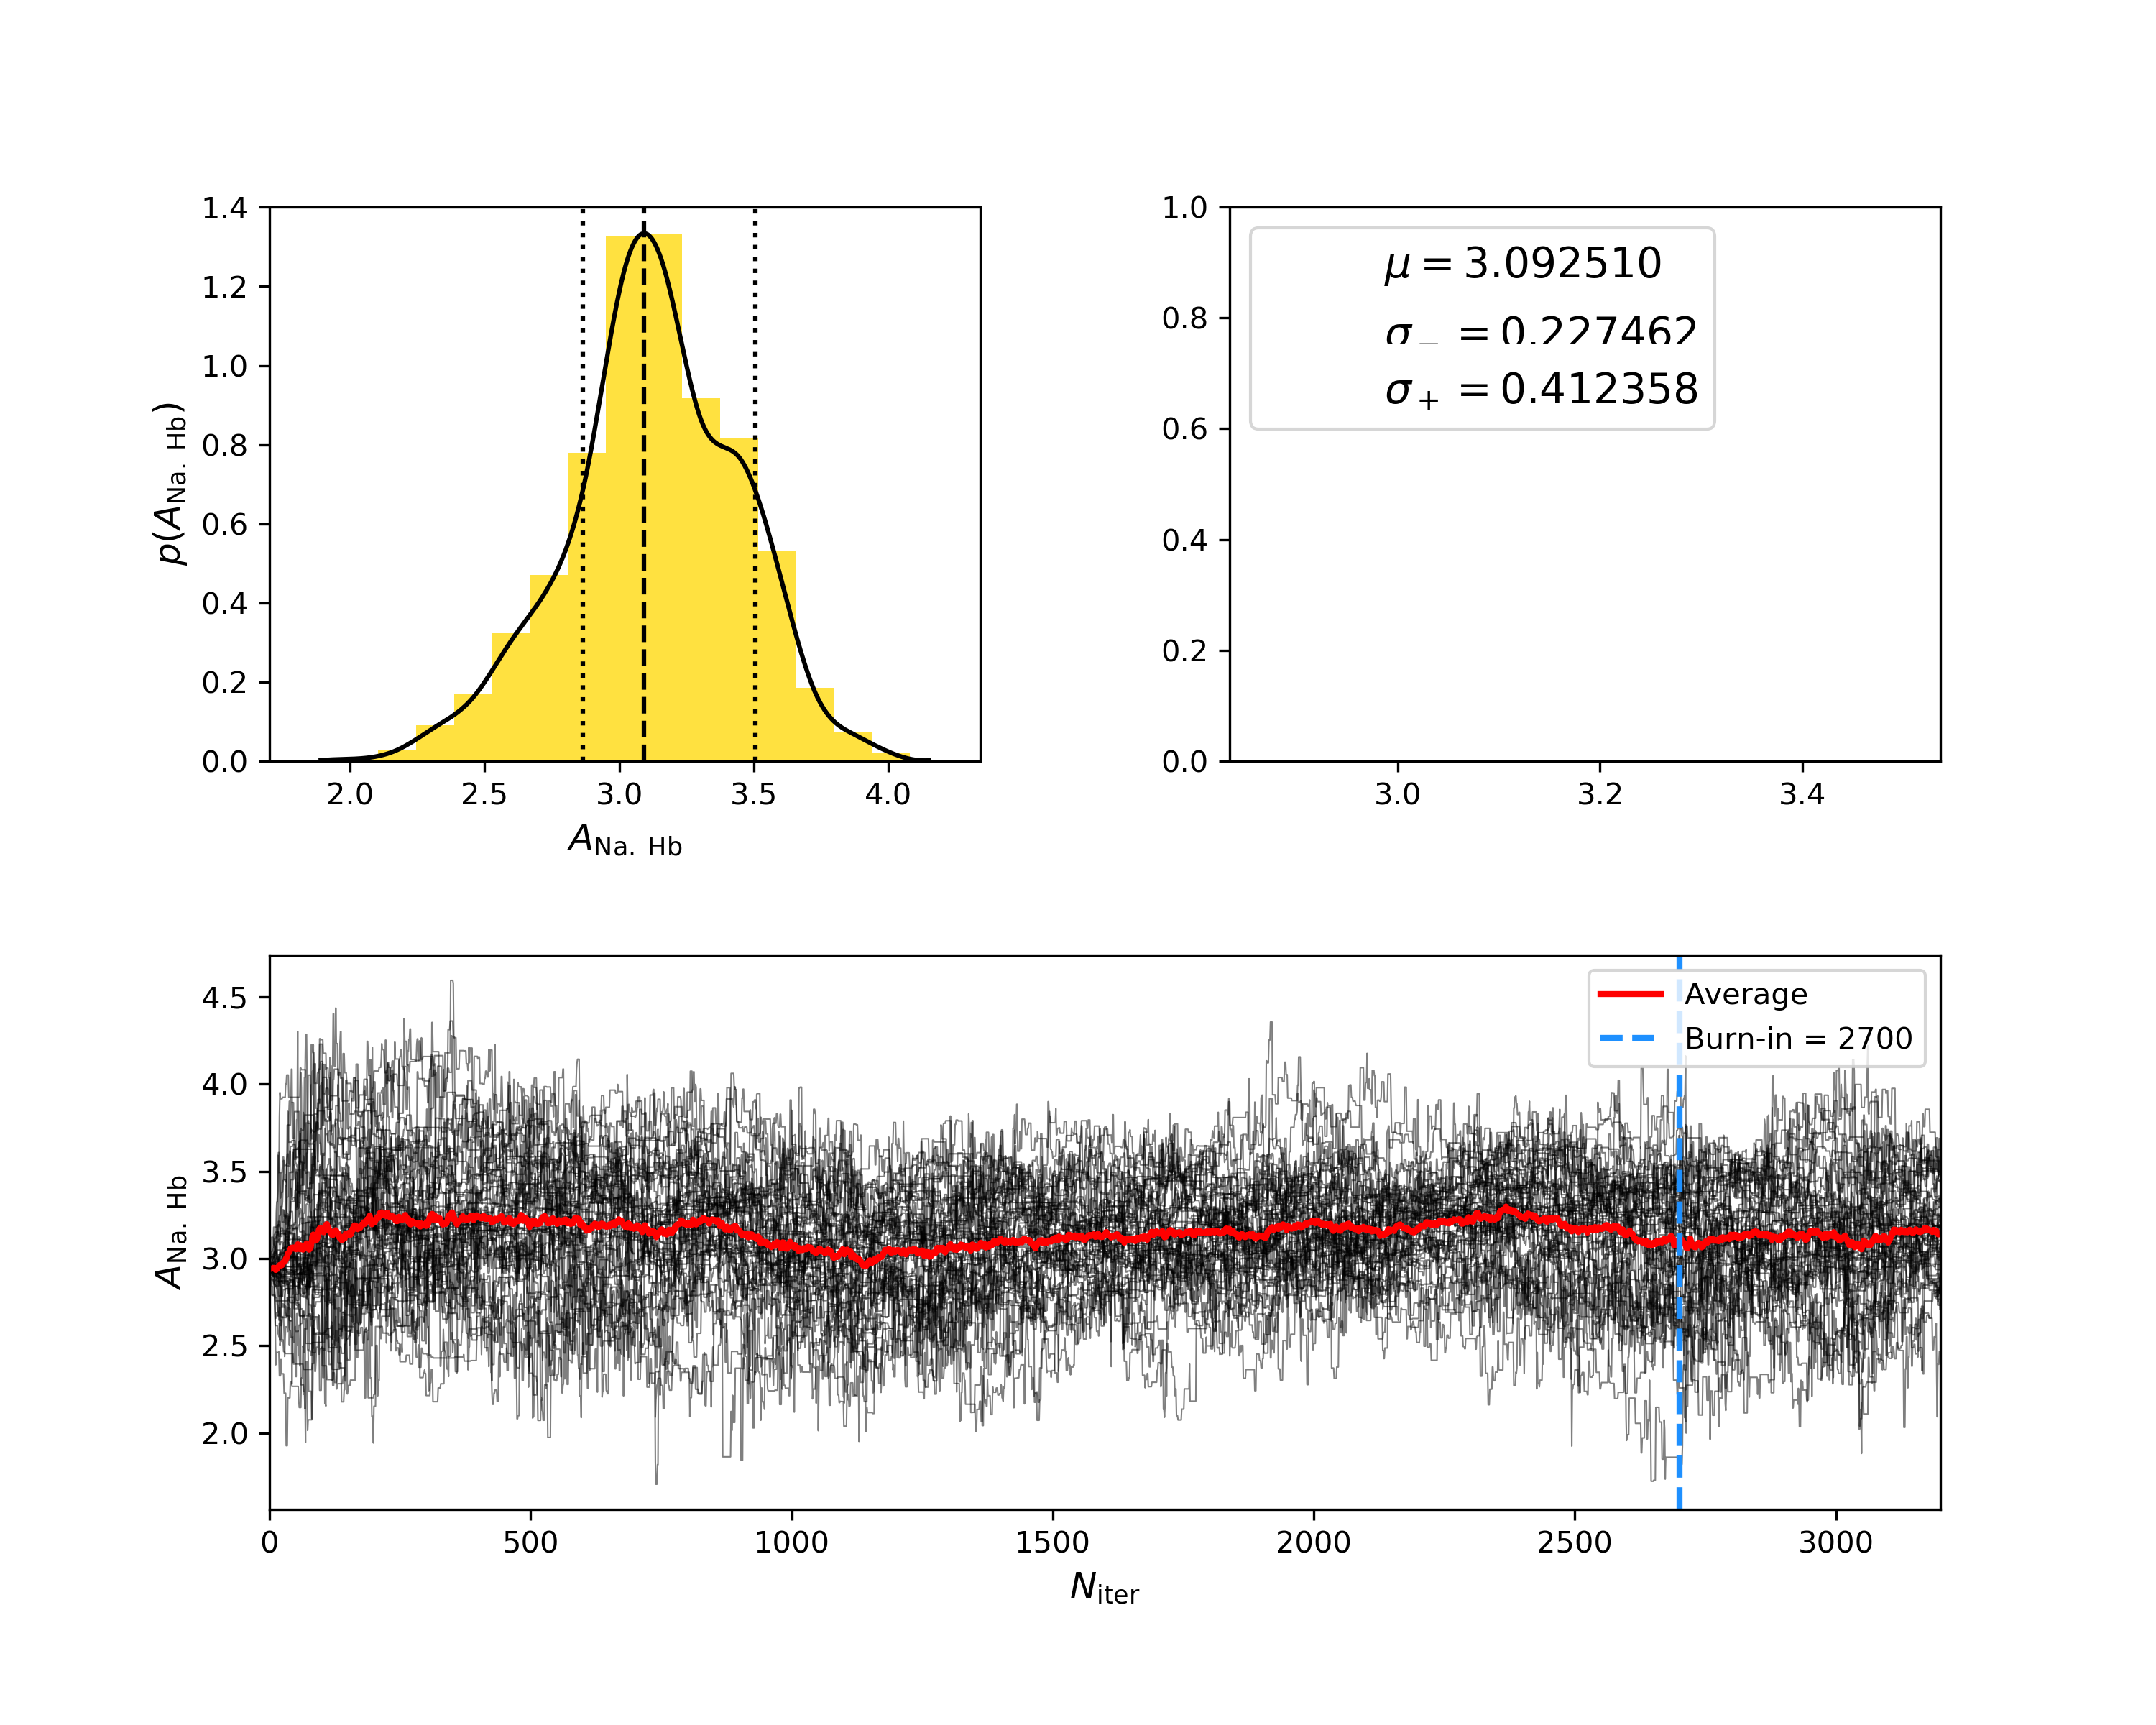 1.4
1.2
1.0
0.8
0.6
0.4
0.2
0.0
2.0 2.5 3.0 3.5 4.0
p(A_Na. Hb)
A_Na. Hb
1.0
0.8
0.6
0.4
0.2
0.0
3.0 3.2 3.4
μ = 3.092510
σ_− = 0.227462
σ_+ = 0.412358
4.5
4.0
3.5
3.0
2.5
2.0
0 500 1000 1500 2000 2500 3000
A_Na. Hb
N_iter
Average
Burn-in = 2700